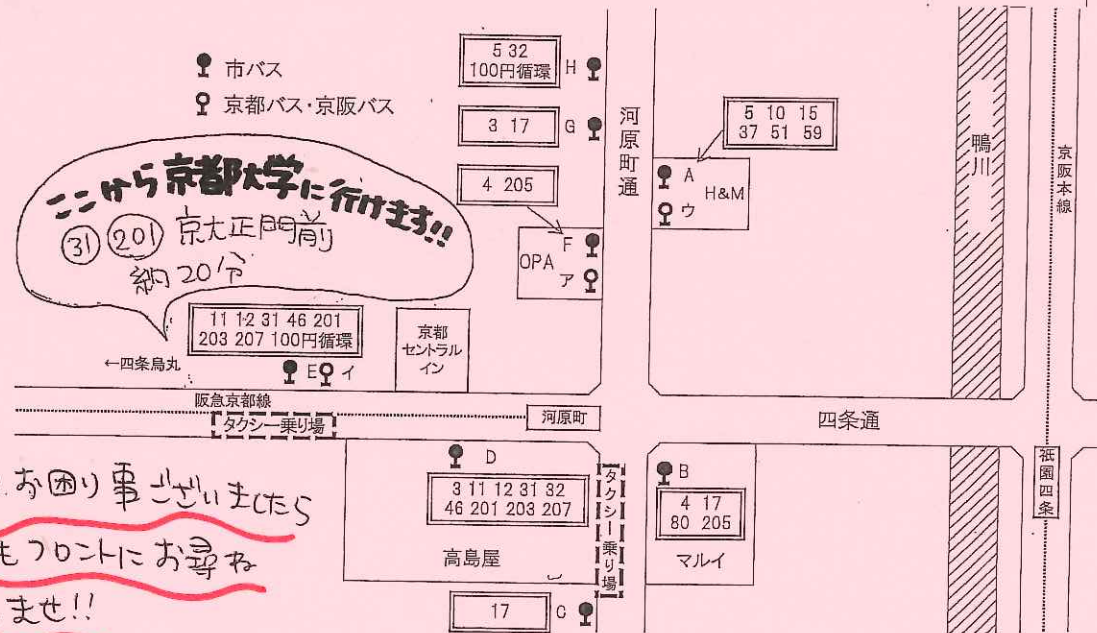 市バス
京都バス・京阪バス
ここから京都大学に行けます!!
31 201 京大正門前
約20分
5 32
100円循環
H
3 17
G
4 205
F
OPA ア
河原町通
5 10 15
37 51 59
A
H&M
ウ
鴨川
京阪本線
11 12 31 46 201
203 207 100円循環
←四条烏丸
E イ
京都
セントラル
イン
阪急京都線
タクシー乗り場
河原町
四条通
祇園四条
D
3 11 12 31 32
46 201 203 207
高島屋
タクシー乗り場
B
4 17
80 205
マルイ
17
C
お困り事ございましたら
もフロントにお尋ね
ませ!!